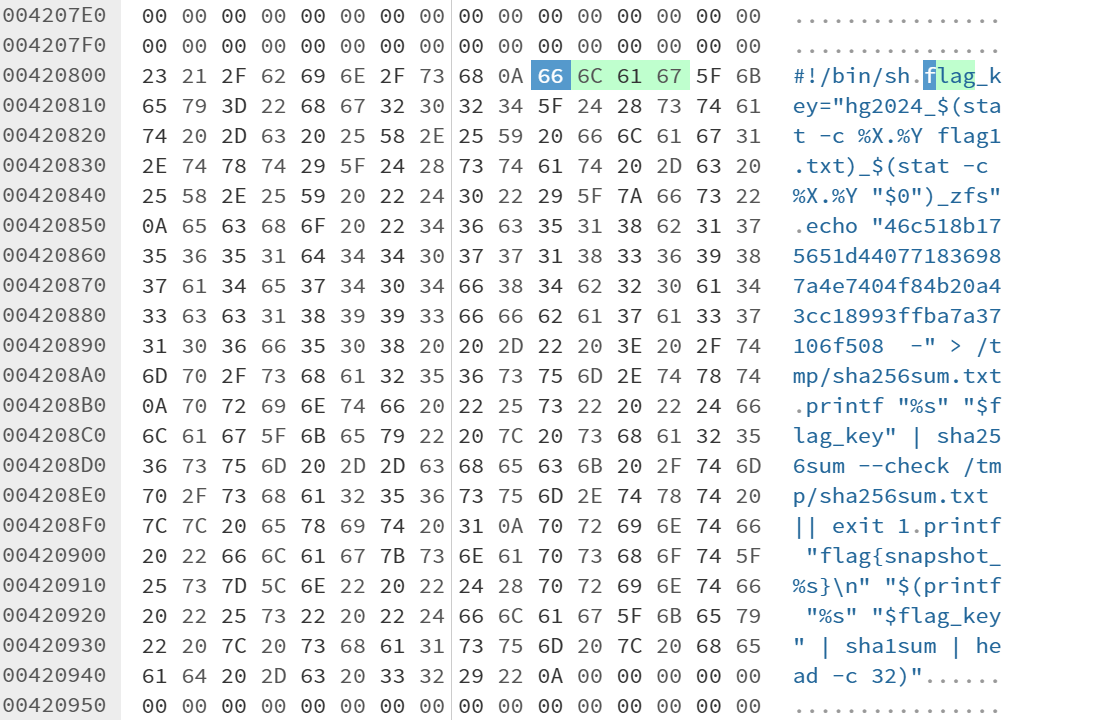 004207E0 00 00 00 00 00 00 00 00 00 00 00 00 00 00 00 00 ................
004207F0 00 00 00 00 00 00 00 00 00 00 00 00 00 00 00 00 ................
00420800 23 21 2F 62 69 6E 2F 73 68 0A 66 6C 61 67 5F 6B #!/bin/sh.flag_k
00420810 65 79 3D 22 68 67 32 30 32 34 5F 24 28 73 74 61 ey="hg2024_$(sta
00420820 74 20 2D 63 20 25 58 2E 25 59 20 66 6C 61 67 31 t -c %X.%Y flag1
00420830 2E 74 78 74 29 5F 24 28 73 74 61 74 20 2D 63 20 .txt)_$(stat -c
00420840 25 58 2E 25 59 20 22 24 30 22 29 5F 7A 66 73 22 %X.%Y "$0")_zfs"
00420850 0A 65 63 68 6F 20 22 34 36 63 35 31 38 62 31 37 .echo "46c518b17
00420860 35 36 35 31 64 34 34 30 37 37 31 38 33 36 39 38 5651d44077183698
00420870 37 61 34 65 37 34 30 34 66 38 34 62 32 30 61 34 7a4e7404f84b20a4
00420880 33 63 63 31 38 39 39 33 66 66 62 61 37 61 33 37 3cc18993ffba7a37
00420890 31 30 36 66 35 30 38 20 20 2D 22 20 3E 20 2F 74 106f508  -" > /t
004208A0 6D 70 2F 73 68 61 32 35 36 73 75 6D 2E 74 78 74 mp/sha256sum.txt
004208B0 0A 70 72 69 6E 74 66 20 22 25 73 22 20 22 24 66 .printf "%s" "$f
004208C0 6C 61 67 5F 6B 65 79 22 20 7C 20 73 68 61 32 35 lag_key" | sha25
004208D0 36 73 75 6D 20 2D 2D 63 68 65 63 6B 20 2F 74 6D 6sum --check /tm
004208E0 70 2F 73 68 61 32 35 36 73 75 6D 2E 74 78 74 20 p/sha256sum.txt
004208F0 7C 7C 20 65 78 69 74 20 31 0A 70 72 69 6E 74 66 || exit 1.printf
00420900 20 22 66 6C 61 67 7B 73 6E 61 70 73 68 6F 74 5F  "flag{snapshot_
00420910 25 73 7D 5C 6E 22 20 22 24 28 70 72 69 6E 74 66 %s}\n" "$(printf
00420920 20 22 25 73 22 20 22 24 66 6C 61 67 5F 6B 65 79  "%s" "$flag_key
00420930 22 20 7C 20 73 68 61 31 73 75 6D 20 7C 20 68 65 " | sha1sum | he
00420940 61 64 20 2D 63 20 33 32 29 22 0A 00 00 00 00 00 ad -c 32)"......
00420950 00 00 00 00 00 00 00 00 00 00 00 00 00 00 00 00 ................